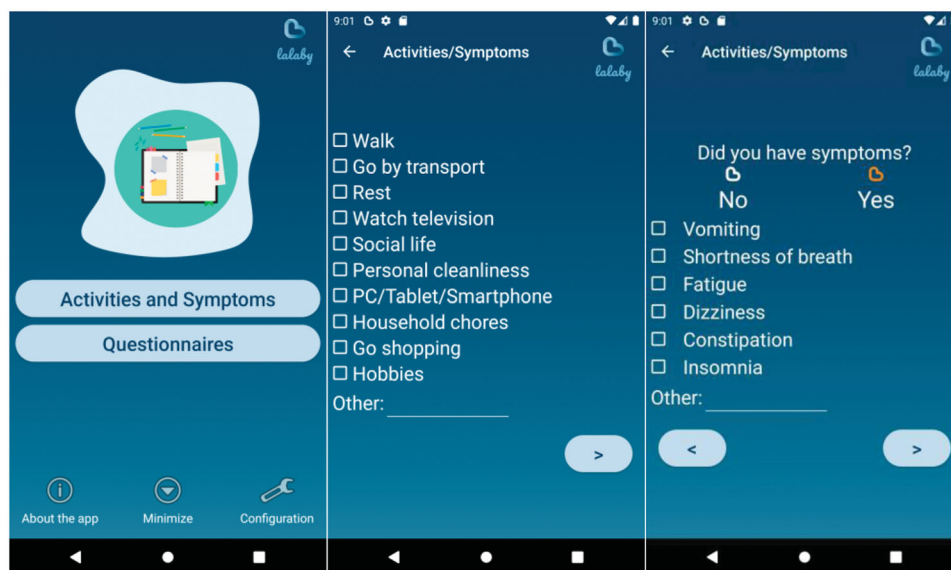 lalaby
Activities and Symptoms
Questionnaires
About the app
Minimize
Configuration
9:01
Activities/Symptoms
lalaby
Walk
Go by transport
Rest
Watch television
Social life
Personal cleanliness
PC/Tablet/Smartphone
Household chores
Go shopping
Hobbies
Other:
>
9:01
Activities/Symptoms
lalaby
Did you have symptoms?
No Yes
Vomiting
Shortness of breath
Fatigue
Dizziness
Constipation
Insomnia
Other:
< >